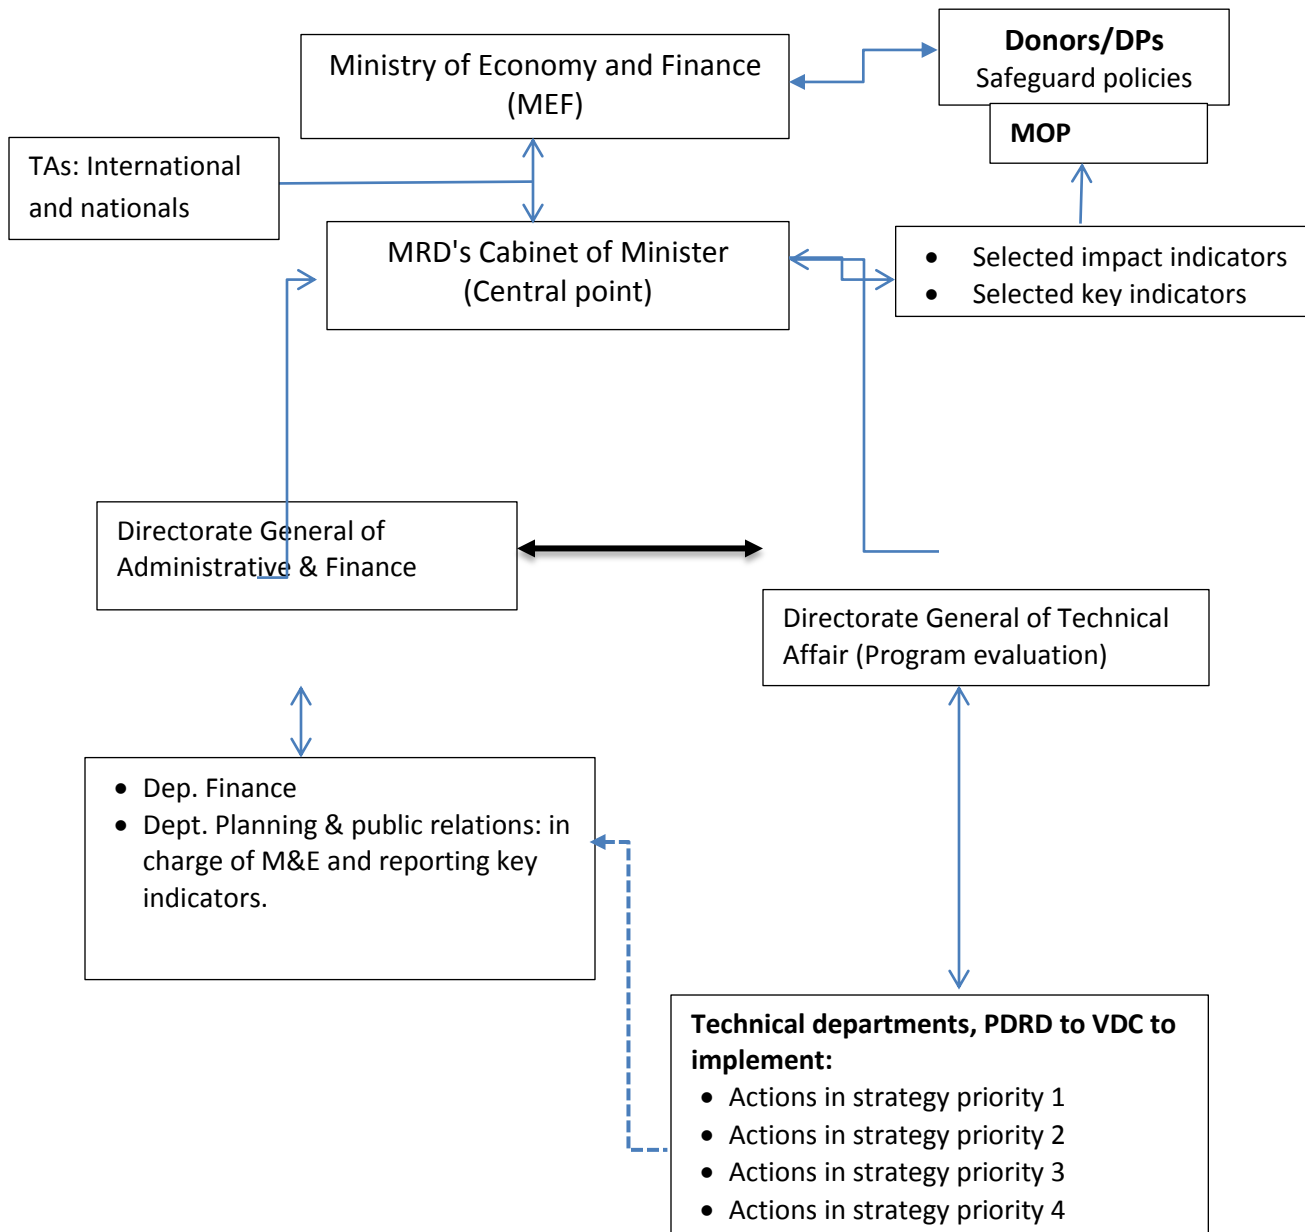 Ministry of Economy and Finance
(MEF)
Donors/DPs
Safeguard policies
MOP
TAs: International
and nationals
MRD's Cabinet of Minister
(Central point)
• Selected impact indicators
• Selected key indicators
Directorate General of
Administrative & Finance
Directorate General of Technical
Affair (Program evaluation)
• Dep. Finance
• Dept. Planning & public relations: in
charge of M&E and reporting key
indicators.
Technical departments, PDRD to VDC to
implement:
• Actions in strategy priority 1
• Actions in strategy priority 2
• Actions in strategy priority 3
• Actions in strategy priority 4